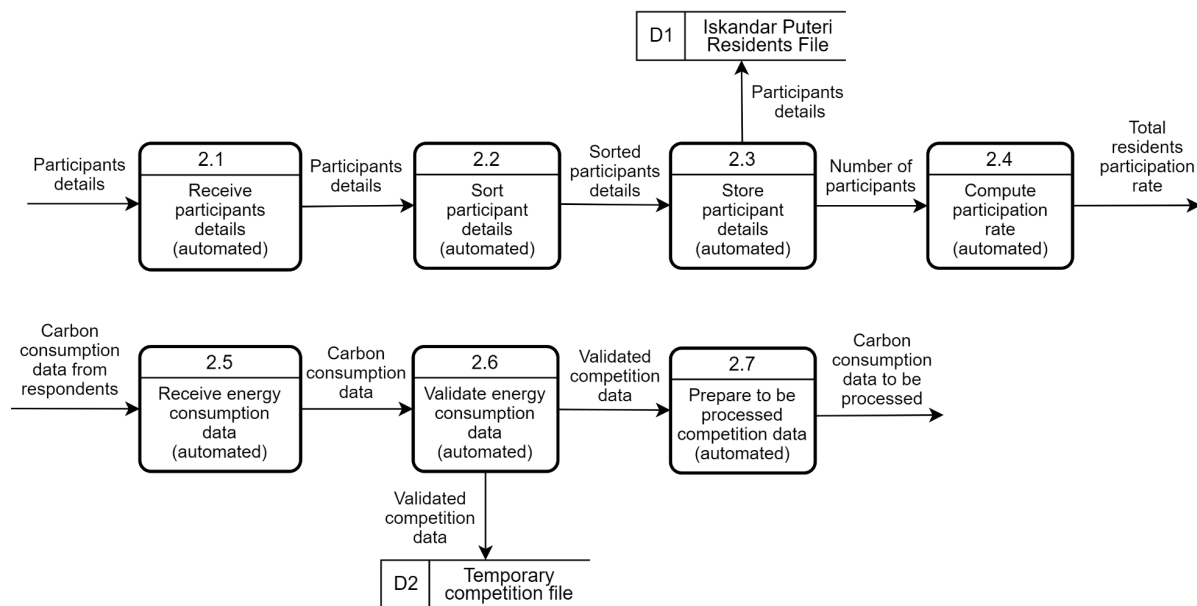 D1
Iskandar Puteri
Residents File
Participants
details
Participants
details
2.1
Receive
participants
details
(automated)
Participants
details
2.2
Sort
participant
details
(automated)
Sorted
participants
details
2.3
Store
participant
details
(automated)
Number of
participants
2.4
Compute
participation
rate
(automated)
Total
residents
participation
rate
Carbon
consumption
data from
respondents
2.5
Receive energy
consumption
data
(automated)
Carbon
consumption
data
2.6
Validate energy
consumption
data
(automated)
Validated
competition
data
2.7
Prepare to be
processed
competition data
(automated)
Carbon
consumption
data to be
processed
Validated
competition
data
D2
Temporary
competition file